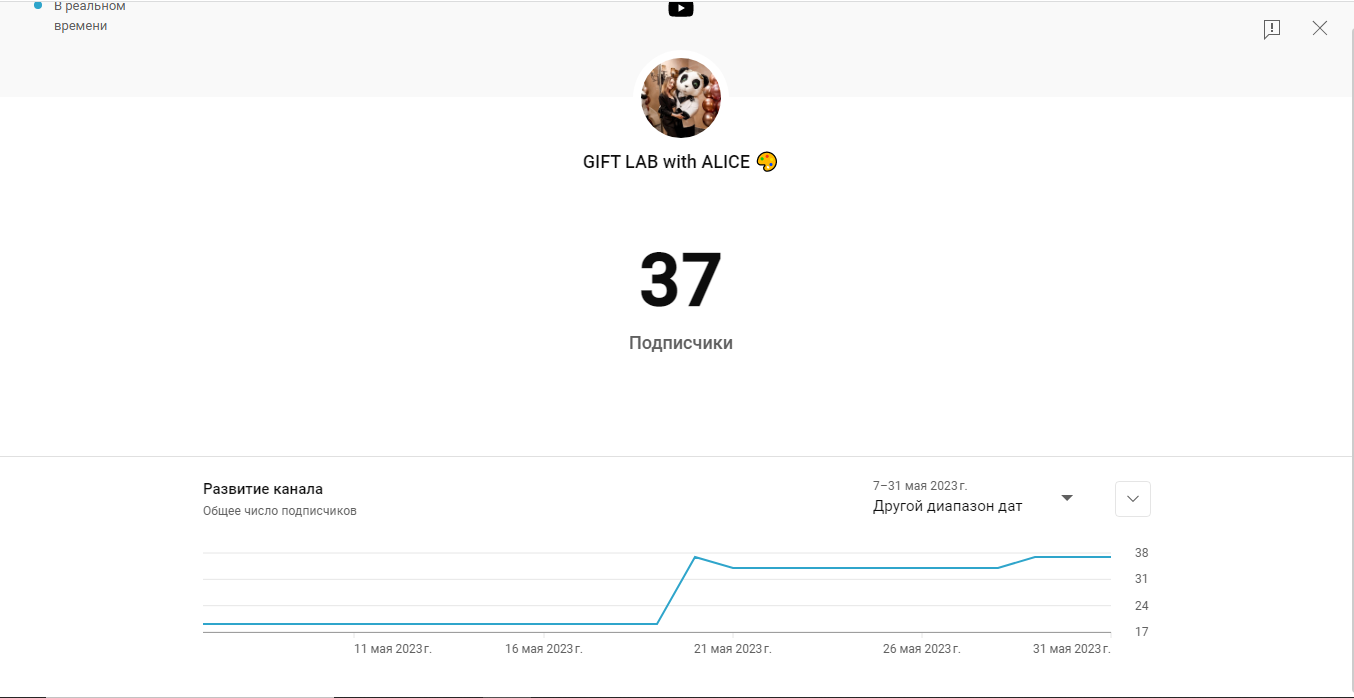 В реальном
времени
GIFT LAB with ALICE 🎨
37
Подписчики
Развитие канала
Общее число подписчиков
7–31 мая 2023 г.
Другой диапазон дат
38
31
24
17
11 мая 2023 г.
16 мая 2023 г.
21 мая 2023 г.
26 мая 2023 г.
31 мая 2023 г.